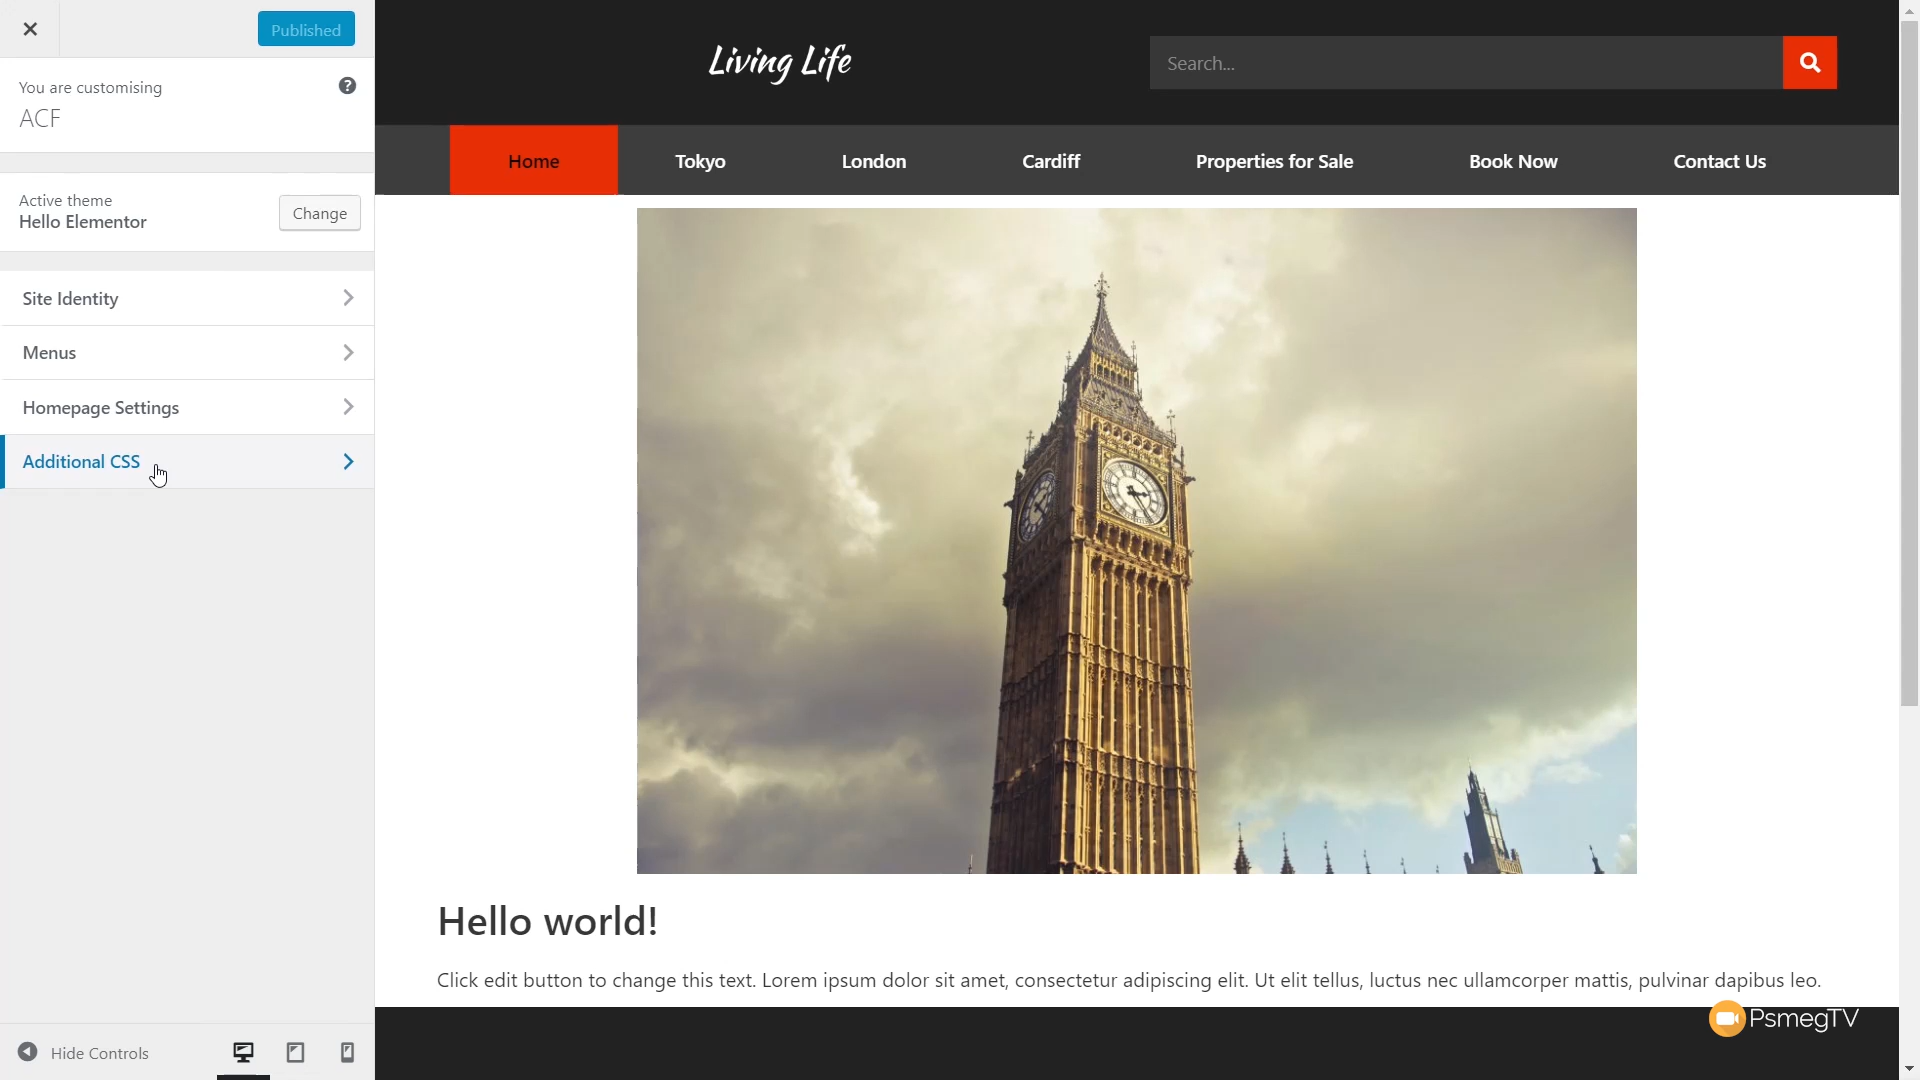 Published
You are customising
ACF
Active theme
Hello Elementor
Change
Site Identity
Menus
Homepage Settings
Additional CSS
Hide Controls
Living Life
Search...
Home
Tokyo
London
Cardiff
Properties for Sale
Book Now
Contact Us
Hello world!
Click edit button to change this text. Lorem ipsum dolor sit amet, consectetur adipiscing elit. Ut elit tellus, luctus nec ullamcorper mattis, pulvinar dapibus leo.
PsmegTV